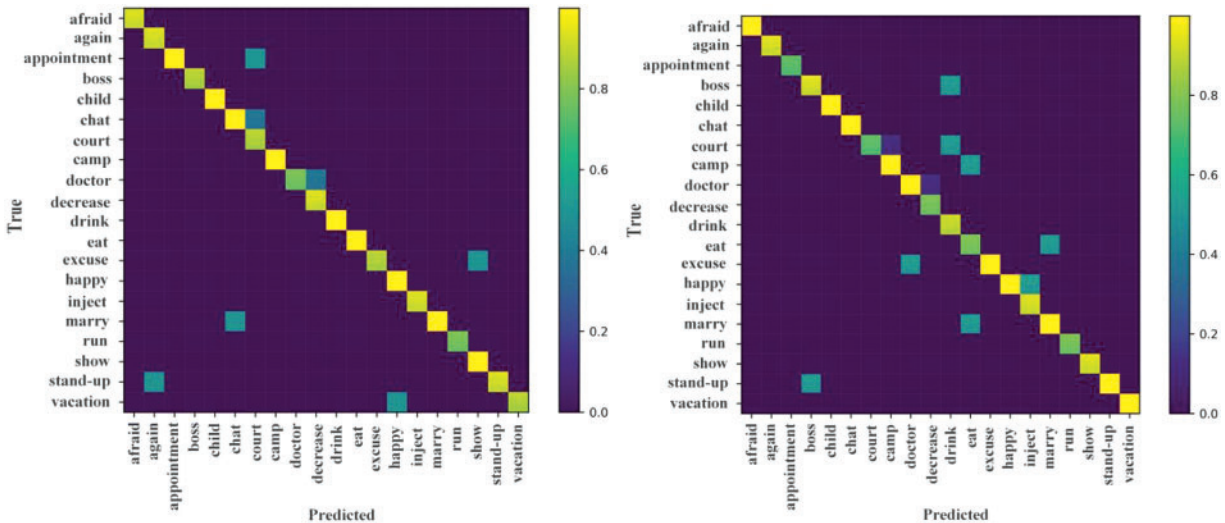 afraid
again
appointment
boss
child
chat
court
camp
doctor
decrease
drink
eat
excuse
happy
inject
marry
run
show
stand-up
vacation
True
afraid
again
appointment
boss
child
chat
court
camp
doctor
decrease
drink
eat
excuse
happy
inject
marry
run
show
stand-up
vacation
Predicted
0.8
0.6
0.4
0.2
0.0
afraid
again
appointment
boss
child
chat
court
camp
doctor
decrease
drink
eat
excuse
happy
inject
marry
run
show
stand-up
vacation
True
afraid
again
appointment
boss
child
chat
court
camp
doctor
decrease
drink
eat
excuse
happy
inject
marry
run
show
stand-up
vacation
Predicted
0.8
0.6
0.4
0.2
0.0